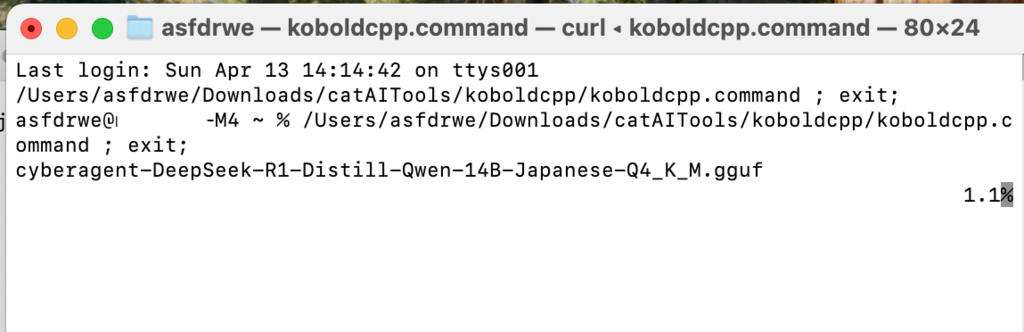 asfdrwe — koboldcpp.command — curl ◂ koboldcpp.command — 80×24
Last login: Sun Apr 13 14:14:42 on ttys001
/Users/asfdrwe/Downloads/catAITools/koboldcpp/koboldcpp.command ; exit;
asfdrwe@ -M4 ~ % /Users/asfdrwe/Downloads/catAITools/koboldcpp/koboldcpp.c
ommand ; exit;
cyberagent-DeepSeek-R1-Distill-Qwen-14B-Japanese-Q4_K_M.gguf
1.1%